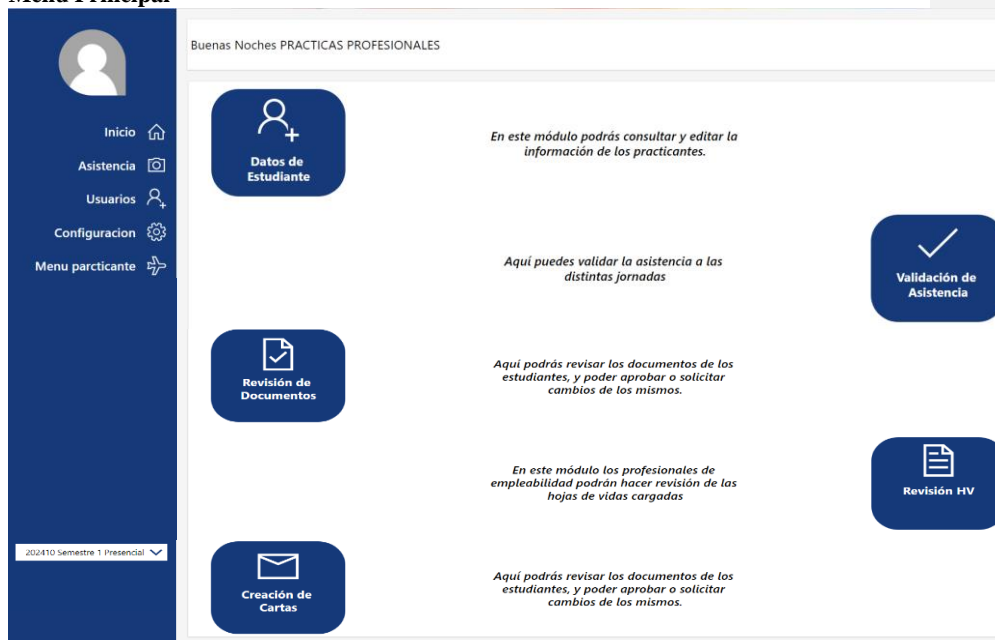 Menú Principal
Buenas Noches PRACTICAS PROFESIONALES
Inicio
Asistencia
Usuarios
Configuracion
Menu parcticante
202410 Semestre 1 Presencial
Datos de
Estudiante
En este módulo podrás consultar y editar la
información de los practicantes.
Aquí puedes validar la asistencia a las
distintas jornadas
Validación de
Asistencia
Revisión de
Documentos
Aquí podrás revisar los documentos de los
estudiantes, y poder aprobar o solicitar
cambios de los mismos.
En este módulo los profesionales de
empleabilidad podrán hacer revisión de las
hojas de vidas cargadas
Revisión HV
Creación de
Cartas
Aquí podrás revisar los documentos de los
estudiantes, y poder aprobar o solicitar
cambios de los mismos.